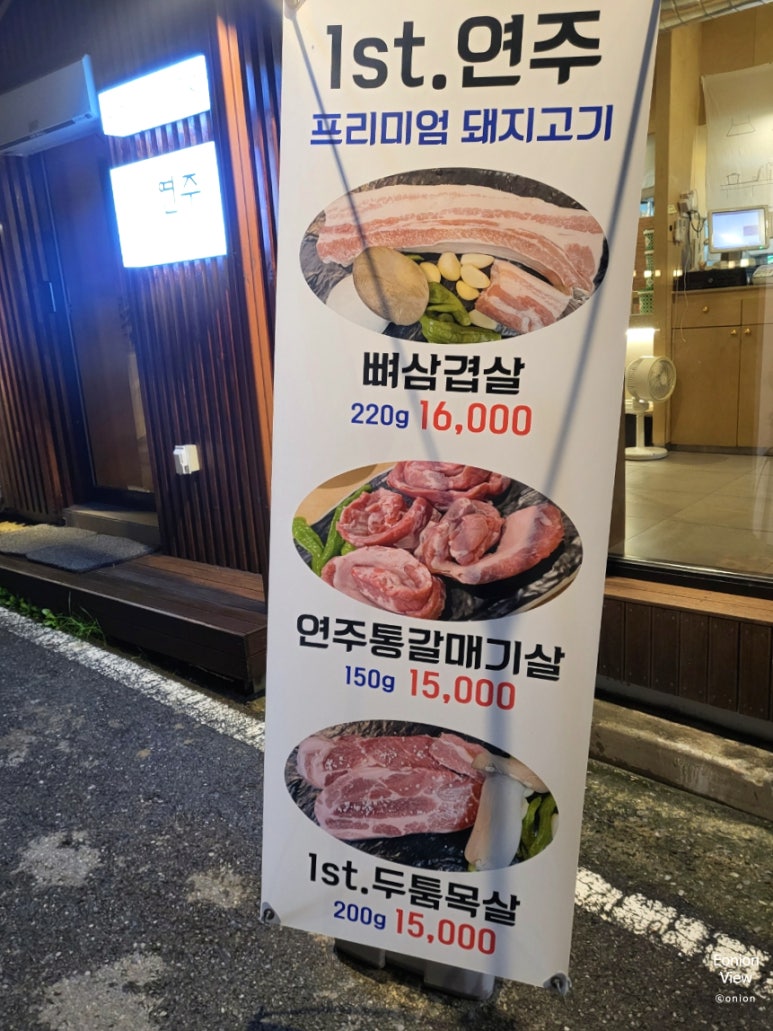 1st.연주
프리미엄 돼지고기
연주
뼈삼겹살
220g 16,000
연주통갈매기살
150g 15,000
1st.두툼목살
200g 15,000
Eoniori
View
©onion